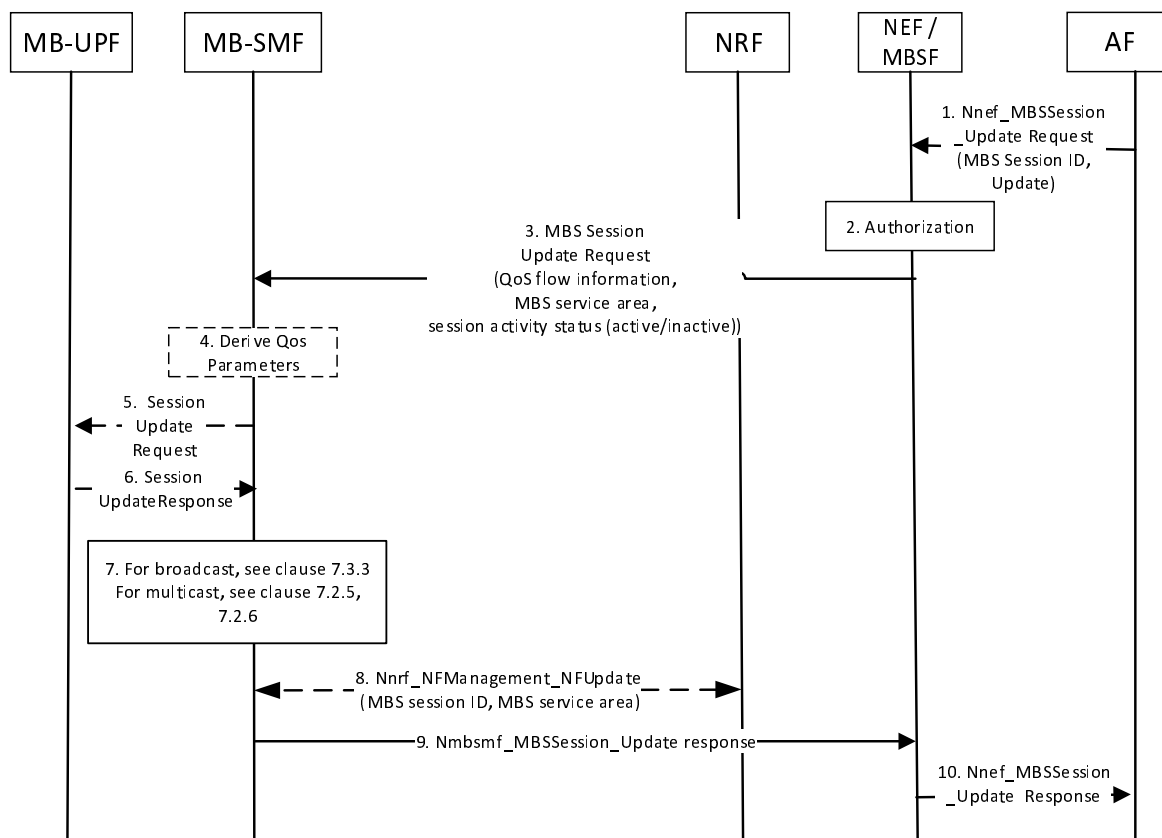 MB-UPF
MB-SMF
NRF
NEF /
MBSF
AF
1. Nnef_MBSSession
_Update Request
(MBS Session ID,
Update)
2. Authorization
3. MBS Session
Update Request
(QoS flow information,
MBS service area,
session activity status (active/inactive))
4. Derive Qos
Parameters
5. Session
Update
Request
6. Session
UpdateResponse
7. For broadcast, see clause 7.3.3
For multicast, see clause 7.2.5,
7.2.6
8. Nnrf_NFManagement_NFUpdate
(MBS session ID, MBS service area)
9. Nmbsmf_MBSSession_Update response
10. Nnef_MBSSession
_Update Response